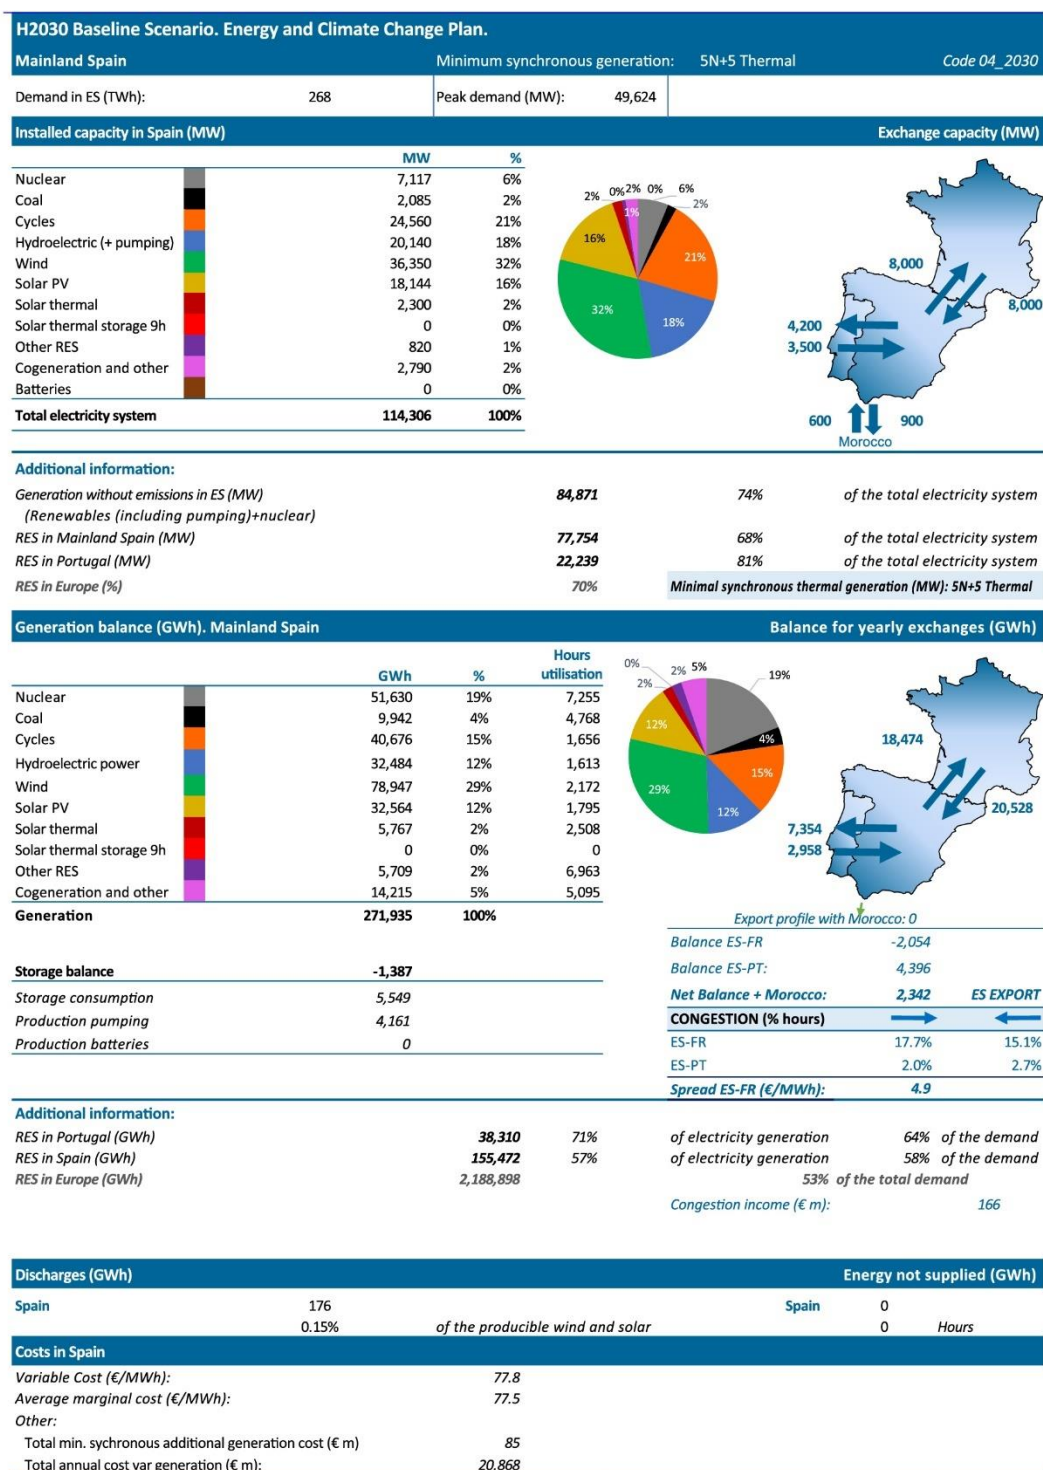 H2030 Baseline Scenario. Energy and Climate Change Plan.
Mainland Spain Minimum synchronous generation: 5N+5 Thermal Code 04_2030
Demand in ES (TWh): 268 Peak demand (MW): 49,624
Installed capacity in Spain (MW) Exchange capacity (MW)
MW %
Nuclear 7,117 6%
Coal 2,085 2%
Cycles 24,560 21%
Hydroelectric (+ pumping) 20,140 18%
Wind 36,350 32%
Solar PV 18,144 16%
Solar thermal 2,300 2%
Solar thermal storage 9h 0 0%
Other RES 820 1%
Cogeneration and other 2,790 2%
Batteries 0 0%
Total electricity system 114,306 100%
2% 0% 2% 0% 6%
1% 2%
16%
21%
32%
18%
8,000
8,000
4,200
3,500
600 900
Morocco
Additional information:
Generation without emissions in ES (MW) 84,871 74% of the total electricity system
(Renewables (including pumping)+nuclear)
RES in Mainland Spain (MW) 77,754 68% of the total electricity system
RES in Portugal (MW) 22,239 81% of the total electricity system
RES in Europe (%) 70% Minimal synchronous thermal generation (MW): 5N+5 Thermal
Generation balance (GWh). Mainland Spain Balance for yearly exchanges (GWh)
GWh % Hours
utilisation
Nuclear 51,630 19% 7,255
Coal 9,942 4% 4,768
Cycles 40,676 15% 1,656
Hydroelectric power 32,484 12% 1,613
Wind 78,947 29% 2,172
Solar PV 32,564 12% 1,795
Solar thermal 5,767 2% 2,508
Solar thermal storage 9h 0 0% 0
Other RES 5,709 2% 6,963
Cogeneration and other 14,215 5% 5,095
Generation 271,935 100%
0% 2% 5%
2% 19%
12%
4%
15%
29%
12%
18,474
20,528
7,354
2,958
Export profile with Morocco: 0
Balance ES-FR -2,054
Balance ES-PT: 4,396
Net Balance + Morocco: 2,342 ES EXPORT
CONGESTION (% hours)
ES-FR 17.7% 15.1%
ES-PT 2.0% 2.7%
Spread ES-FR (€/MWh): 4.9
Storage balance -1,387
Storage consumption 5,549
Production pumping 4,161
Production batteries 0
Additional information:
RES in Portugal (GWh) 38,310 71% of electricity generation 64% of the demand
RES in Spain (GWh) 155,472 57% of electricity generation 58% of the demand
RES in Europe (GWh) 2,188,898 53% of the total demand
Congestion income (€ m): 166
Discharges (GWh) Energy not supplied (GWh)
Spain 176 Spain 0
0.15% of the producible wind and solar 0 Hours
Costs in Spain
Variable Cost (€/MWh): 77.8
Average marginal cost (€/MWh): 77.5
Other:
Total min. sychronous additional generation cost (€ m) 85
Total annual cost var generation (€ m): 20,868